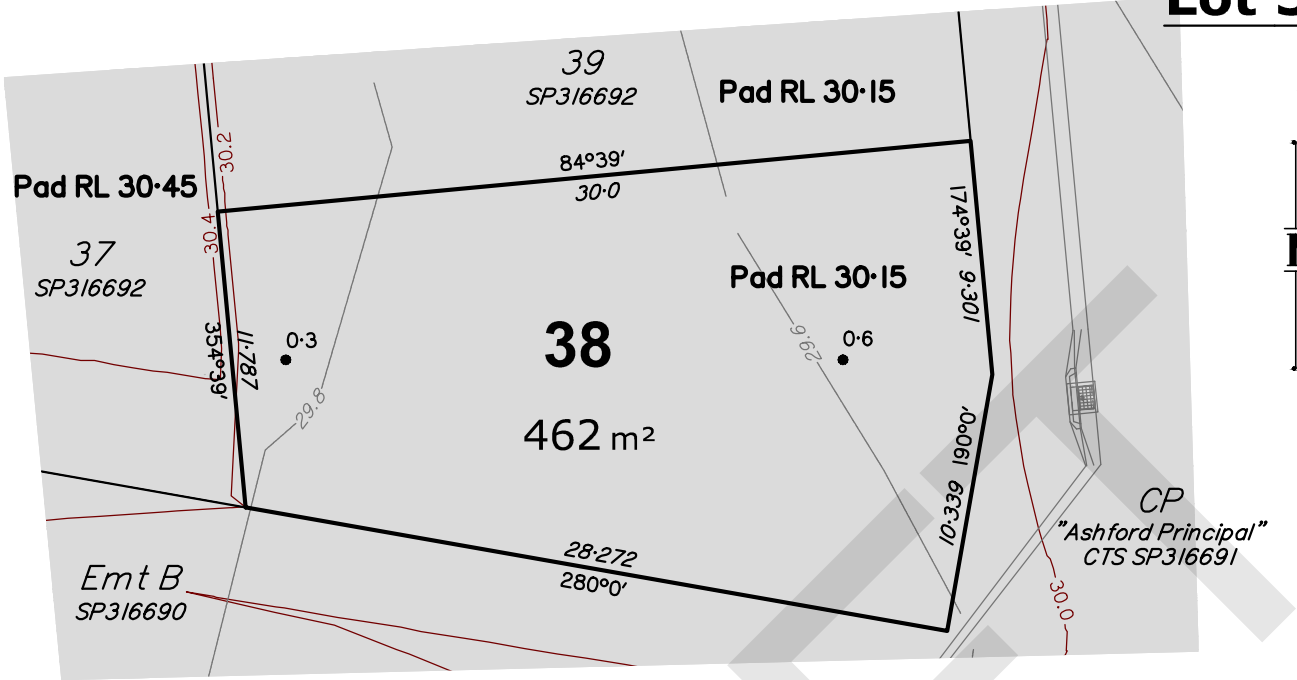 39
SP316692
Pad RL 30·15
30.2
84°39'
30·0
Pad RL 30·45
30.4
37
SP316692
174°39' 9·301
Pad RL 30·15
354°39'
11·787
0·3
38
29.6
0·6
29.8
462 m²
190°0'
10·339
CP
"Ashford Principal"
CTS SP316691
28·272
280°0'
Emt B
SP316690
30.0